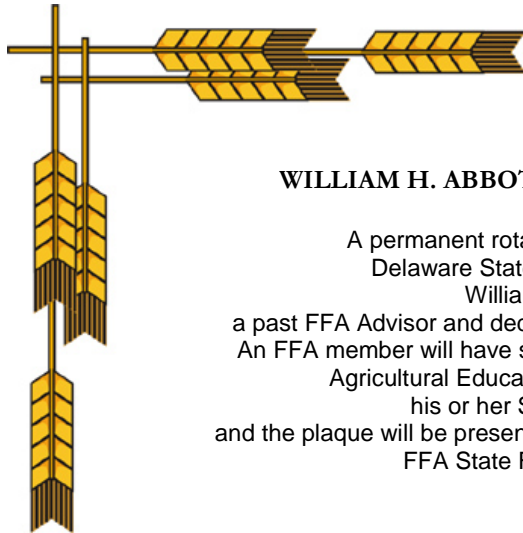 WILLIAM H. ABBOT
A permanent rota
Delaware State
Willia
a past FFA Advisor and dec
An FFA member will have s
Agricultural Educa
his or her S
and the plaque will be presen
FFA State F